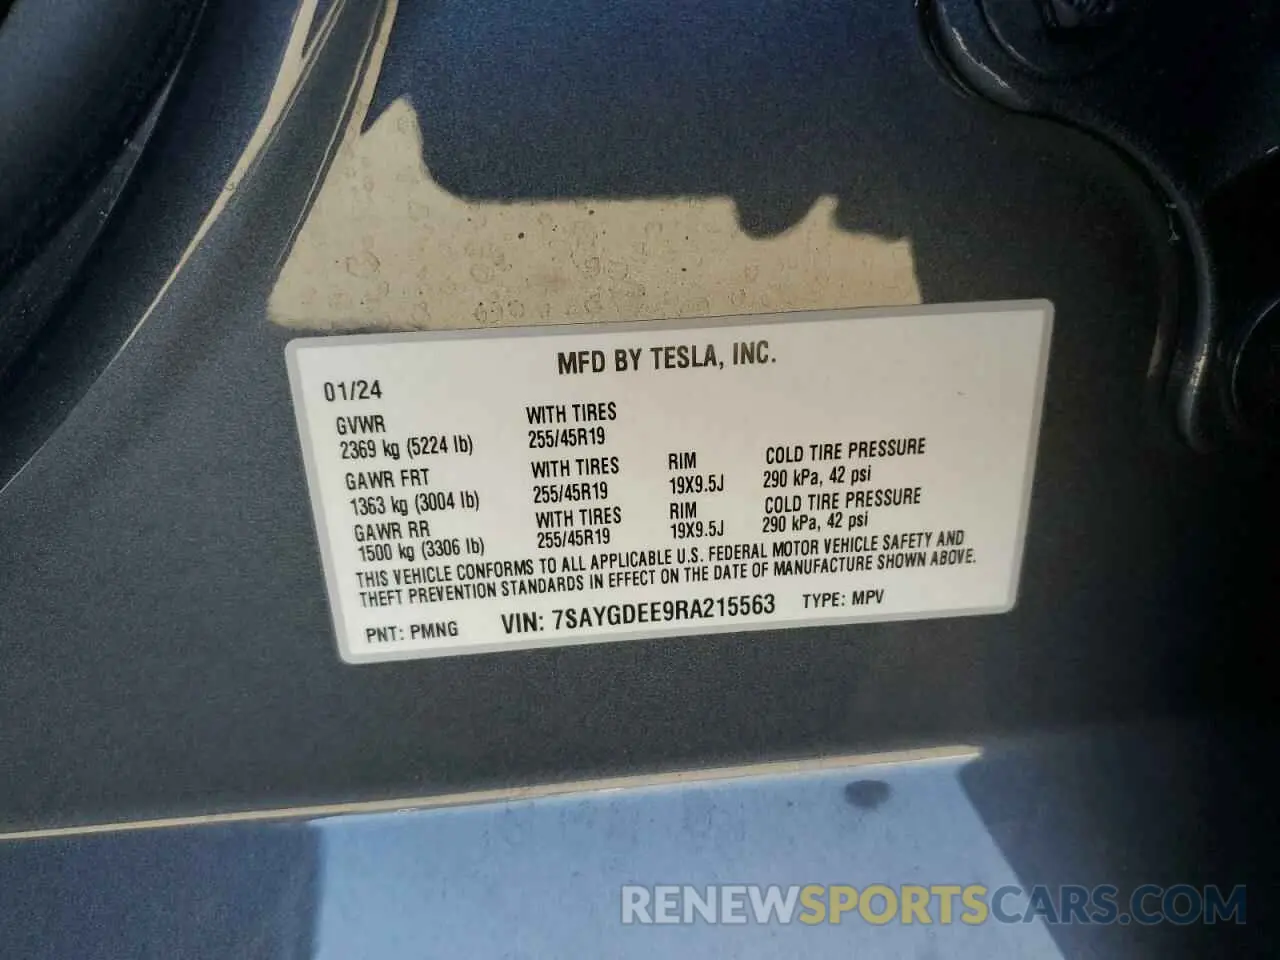 MFD BY TESLA, INC.
01/24
GVWR WITH TIRES
2369 kg (5224 lb) 255/45R19
GAWR FRT WITH TIRES RIM COLD TIRE PRESSURE
1363 kg (3004 lb) 255/45R19 19X9.5J 290 kPa, 42 psi
GAWR RR WITH TIRES RIM COLD TIRE PRESSURE
1500 kg (3306 lb) 255/45R19 19X9.5J 290 kPa, 42 psi
THIS VEHICLE CONFORMS TO ALL APPLICABLE U.S. FEDERAL MOTOR VEHICLE SAFETY AND
THEFT PREVENTION STANDARDS IN EFFECT ON THE DATE OF MANUFACTURE SHOWN ABOVE.
PNT: PMNG VIN: 7SAYGDEE9RA215563 TYPE: MPV
RENEWSPORTSCARS.COM